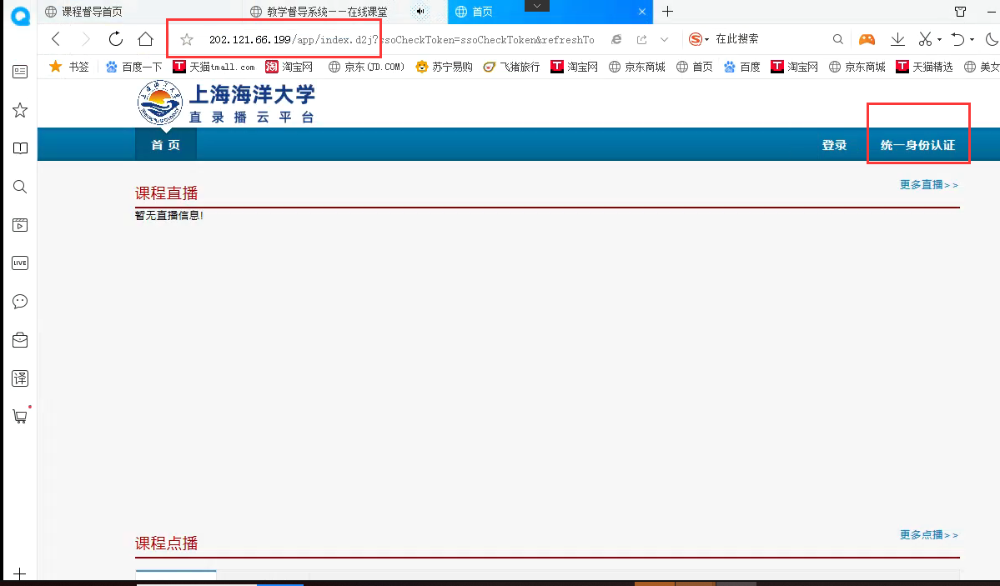 课程督导首页
教学督导系统——在线课堂
首页
202.121.66.199/app/index.d2j?ssoCheckToken=ssoCheckToken&refreshTo
在此搜索
书签
百度一下
天猫tmall.com
淘宝网
京东(JD.COM)
苏宁易购
飞猪旅行
淘宝网
京东商城
首页
百度
淘宝网
京东商城
天猫精选
美女
上海海洋大学
直录播云平台
首 页
登录
统一身份认证
课程直播
更多直播>>
暂无直播信息!
LIVE
译
课程点播
更多点播>>